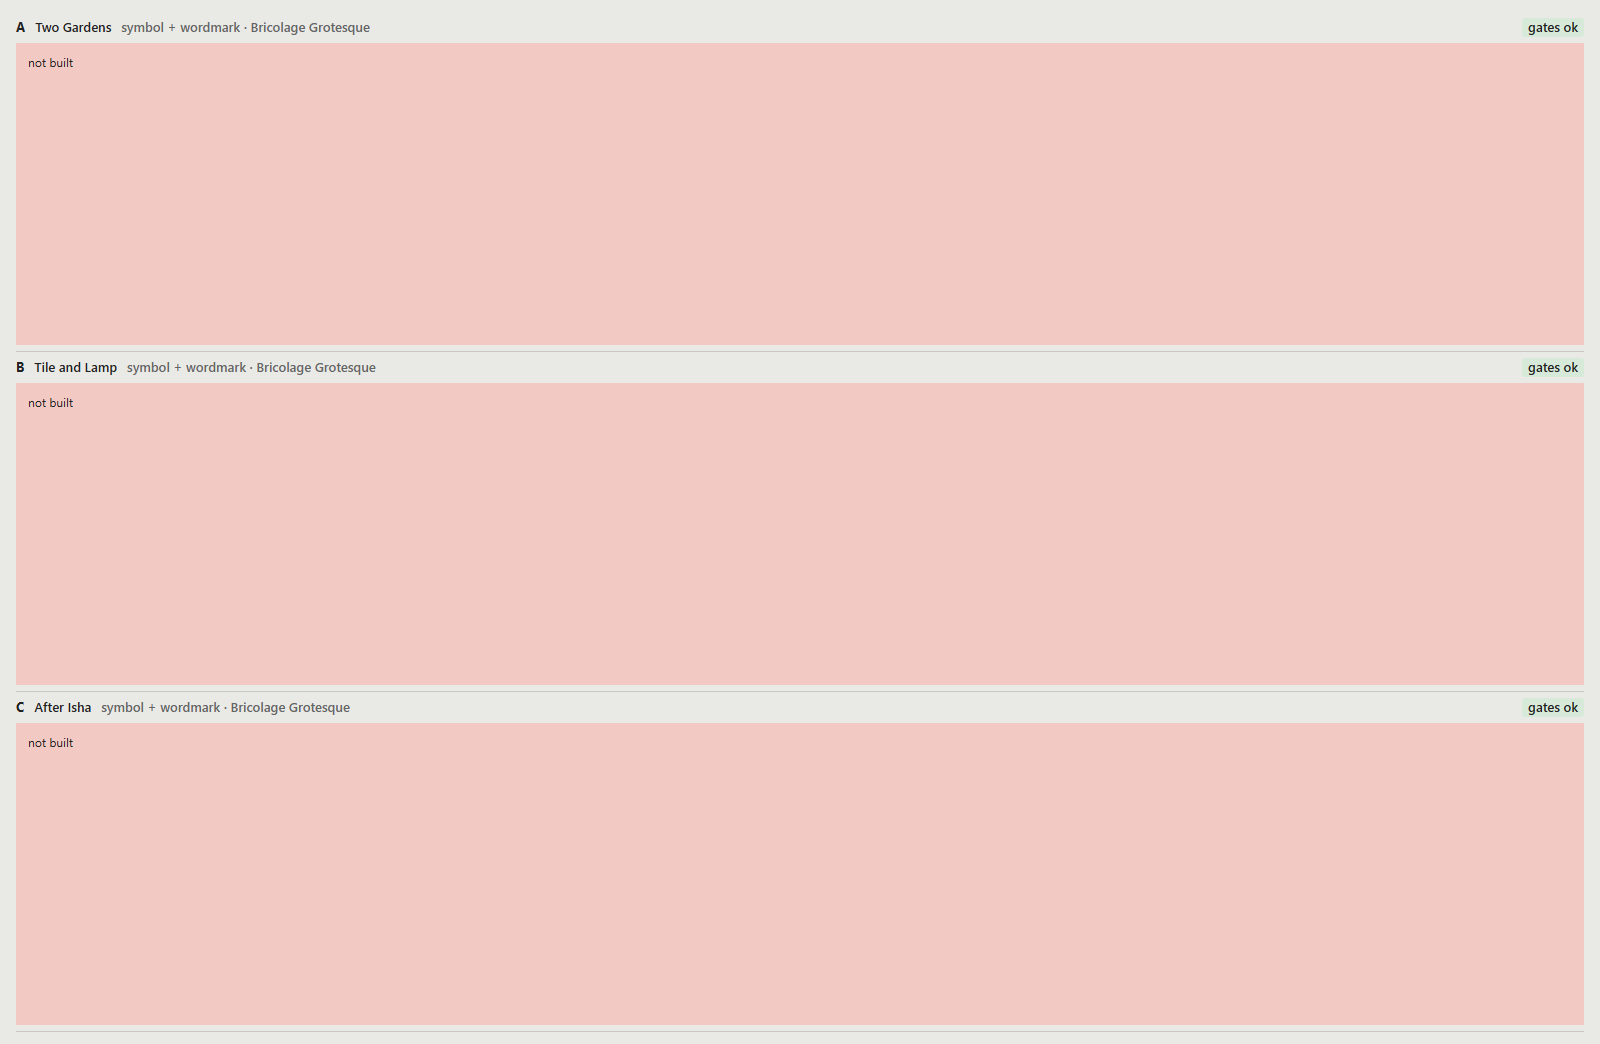 A Two Gardens symbol + wordmark · Bricolage Grotesque gates ok
not built
B Tile and Lamp symbol + wordmark · Bricolage Grotesque gates ok
not built
C After Isha symbol + wordmark · Bricolage Grotesque gates ok
not built